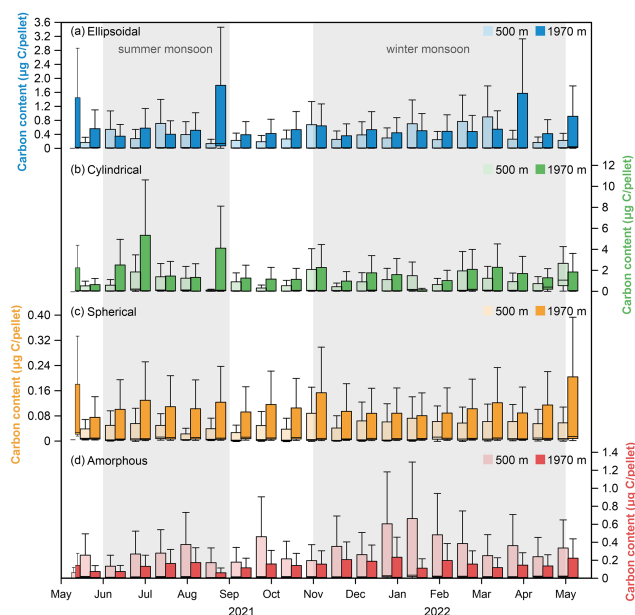 (a) Ellipsoidal
500 m 1970 m
summer monsoon
winter monsoon
Carbon content (µg C/pellet)
3.6
3.0
2.4
1.8
1.2
0.8
0.4
0
(b) Cylindrical
500 m 1970 m
Carbon content (µg C/pellet)
12
10
8
6
4
2
0
(c) Spherical
500 m 1970 m
Carbon content (µg C/pellet)
0.40
0.32
0.24
0.16
0.08
0
(d) Amorphous
500 m 1970 m
Carbon content (µg C/pellet)
1.4
1.2
1.0
0.8
0.6
0.4
0.2
0
May Jun Jul Aug Sep Oct Nov Dec Jan Feb Mar Apr May
2021 2022